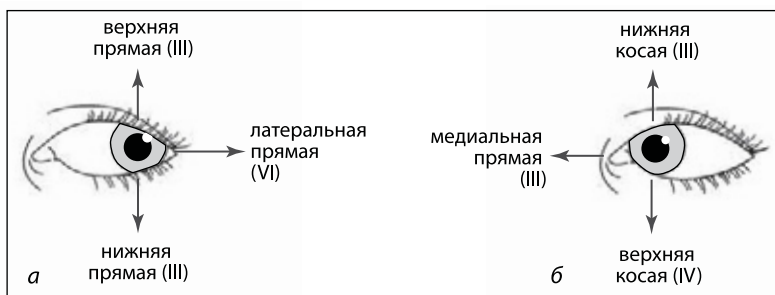 верхняя
прямая (III)
латеральная
прямая
(VI)
нижняя
прямая (III)
а
нижняя
косая (III)
медиальная
прямая
(III)
верхняя
косая (IV)
б